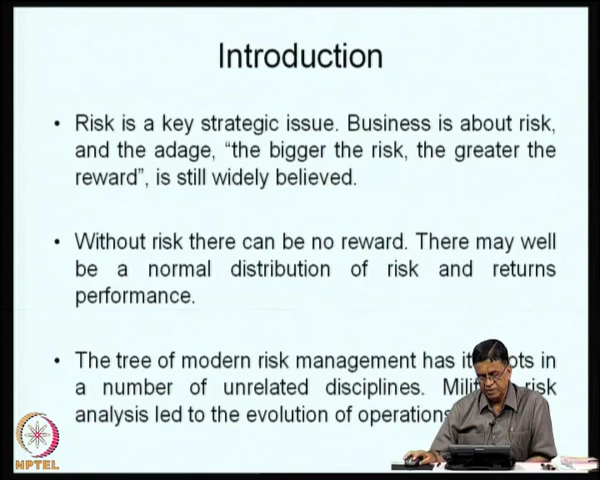 Introduction
• Risk is a key strategic issue. Business is about risk,
and the adage, “the bigger the risk, the greater the
reward”, is still widely believed.
• Without risk there can be no reward. There may well
be a normal distribution of risk and returns
performance.
• The tree of modern risk management has in
a number of unrelated disciplines. risk
analysis led to the evolution of operations
NPTEL